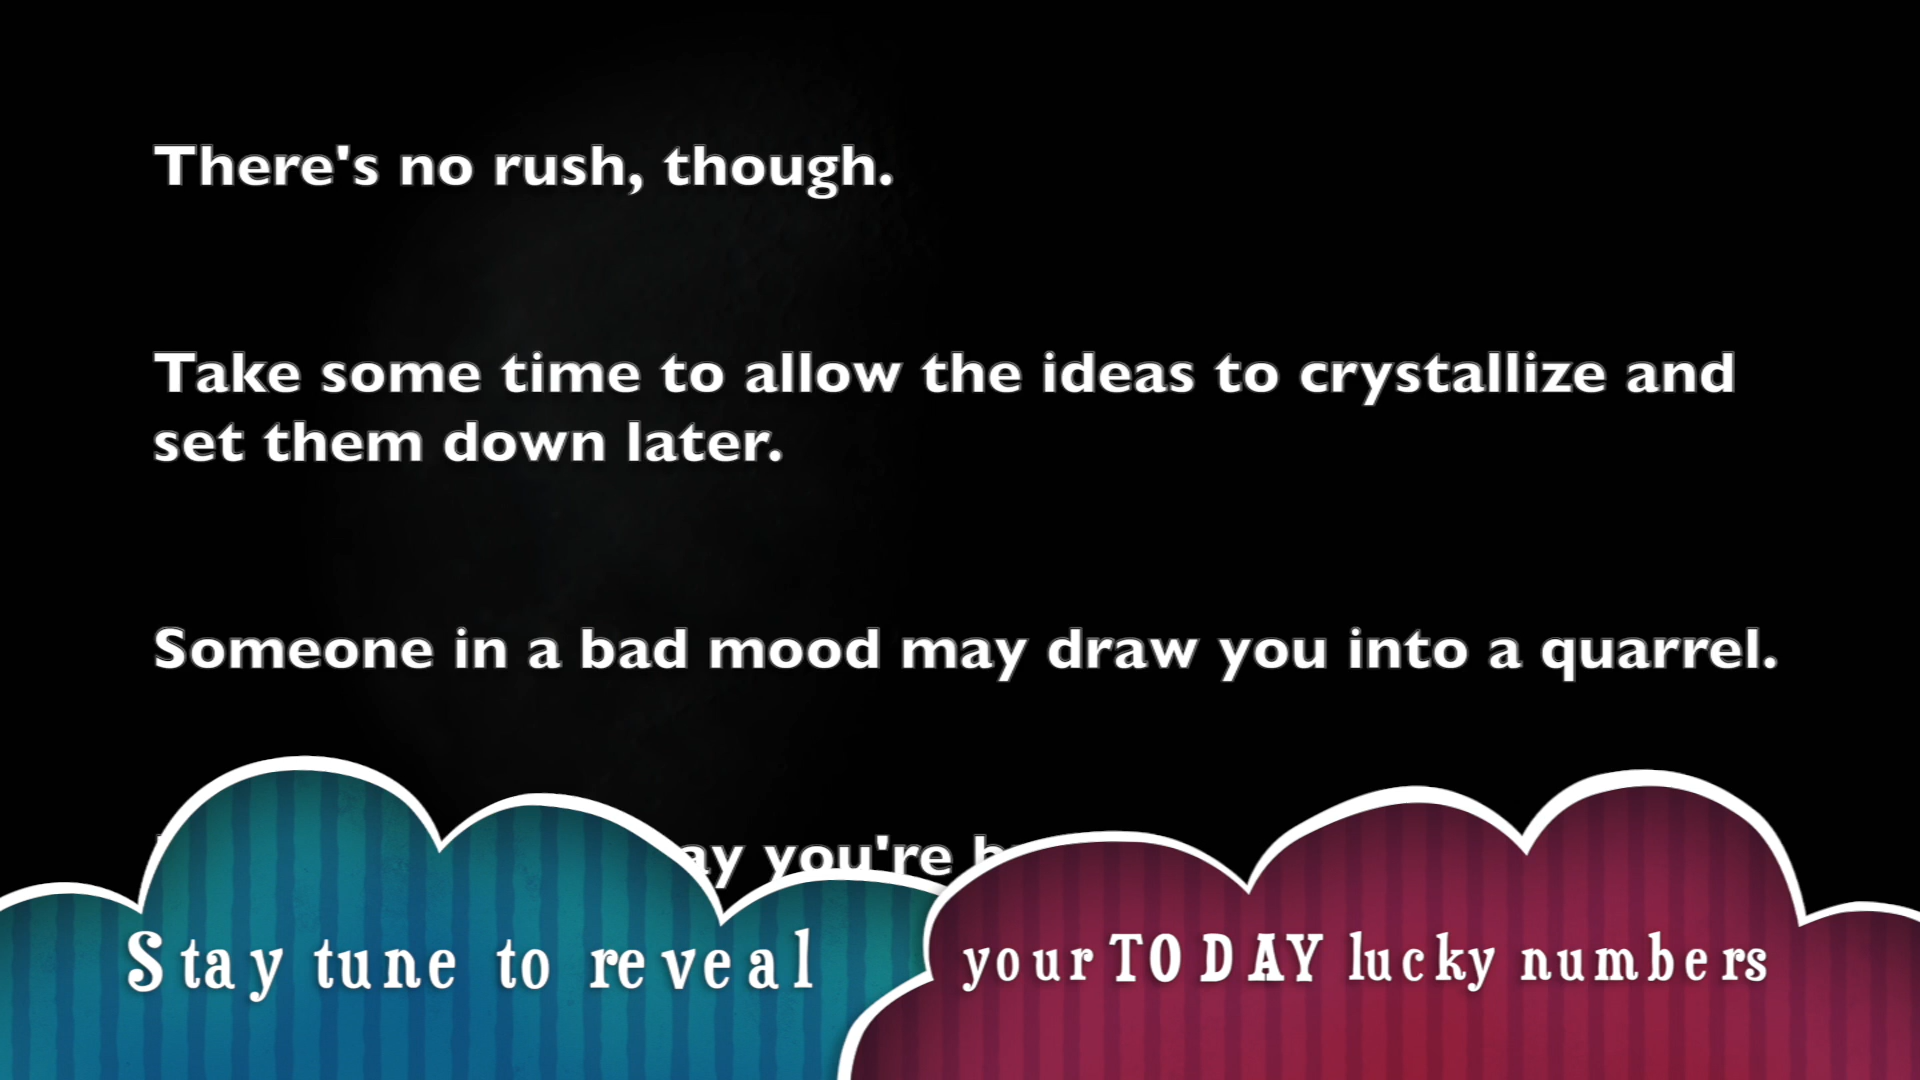 There's no rush, though.
Take some time to allow the ideas to crystallize and
set them down later.
Someone in a bad mood may draw you into a quarrel.
you're
Stay tune to reveal
your TODAY lucky numbers